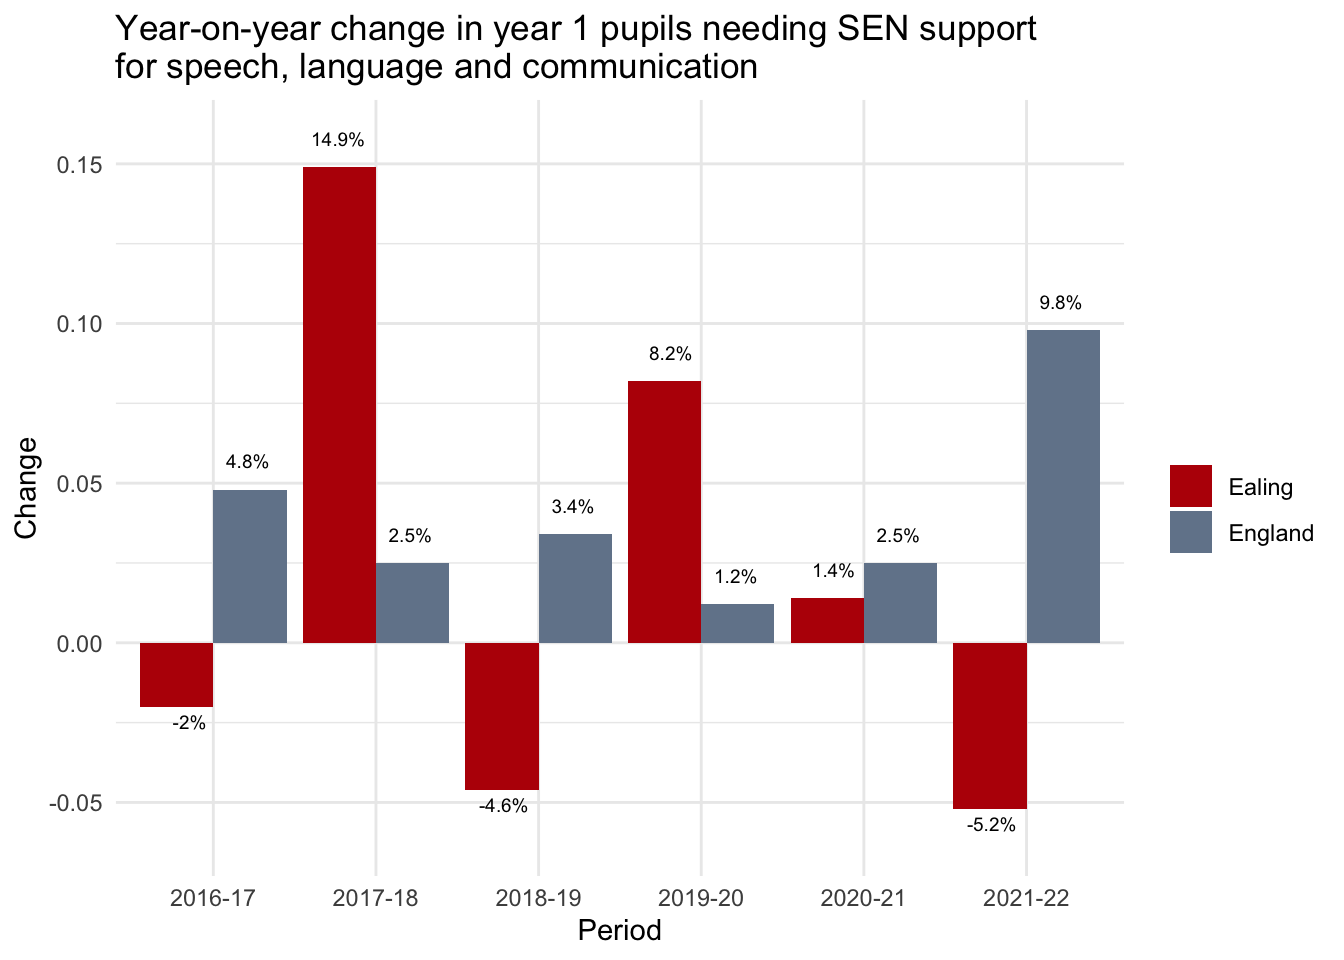 Year-on-year change in year 1 pupils needing SEN support
for speech, language and communication
14.9%
0.15
9.8%
0.10
8.2%
4.8%
0.05
3.4%
2.5%
2.5%
1.2%
1.4%
Change
Ealing
England
0.00
-2%
-0.05
-4.6%
-5.2%
2016-17 2017-18 2018-19 2019-20 2020-21 2021-22
Period